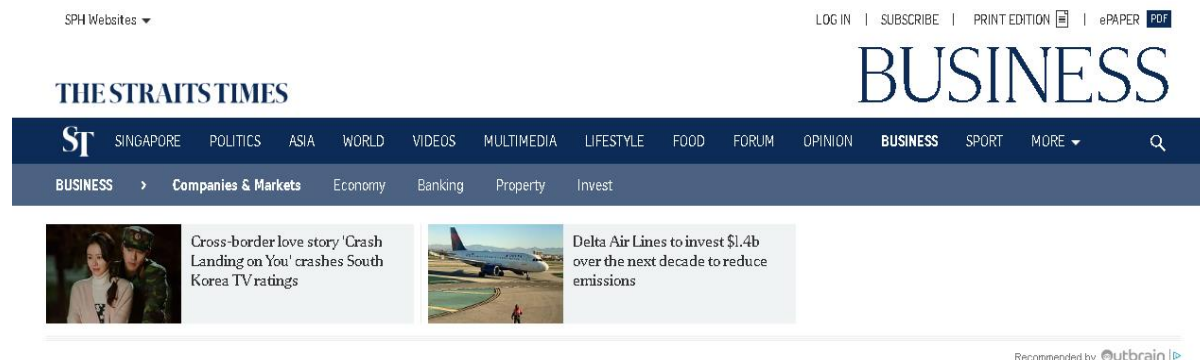 SPH Websites
LOG IN | SUBSCRIBE | PRINT EDITION | ePAPER PDF
THE STRAITS TIMES
BUSINESS
ST SINGAPORE POLITICS ASIA WORLD VIDEOS MULTIMEDIA LIFESTYLE FOOD FORUM OPINION BUSINESS SPORT MORE
BUSINESS > Companies & Markets Economy Banking Property Invest
Cross-border love story 'Crash
Landing on You' crashes South
Korea TV ratings
Delta Air Lines to invest $1.4b
over the next decade to reduce
emissions
Recommended by Outbrain